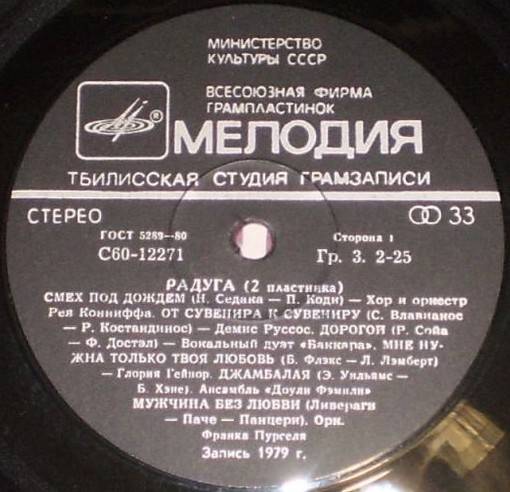 МИНИСТЕРСТВО
КУЛЬТУРЫ СССР
ВСЕСОЮЗНАЯ ФИРМА
ГРАМПЛАСТИНОК
® МЕЛОДИЯ
ТБИЛИССКАЯ СТУДИЯ ГРАМЗАПИСИ
СТЕРЕО 33
ГОСТ 5289—80 Сторона 1
С60-12271 Гр. 3. 2-25
РАДУГА (2 пластинка)
СМЕХ ПОД ДОЖДЕМ (Н. Седака — П. Коди) — Хор и оркестр
Рея Конниффа. ОТ СУВЕНИРА К СУВЕНИРУ (С. Влавианос
— Р. Костандинос) — Демис Руссос. ДОРОГОЙ (Р. Сойа
— Ф. Достэл) — Вокальный дуэт «Баккара». МНЕ НУ-
ЖНА ТОЛЬКО ТВОЯ ЛЮБОВЬ (Б. Флэкс — Л. Лэмберт)
— Глория Гейнор. ДЖАМБАЛАЯ (Э. Уильямс —
Б. Хэне). Ансамбль «Доули Фэмили»
МУЖЧИНА БЕЗ ЛЮБВИ (Ливераги
— Паче — Панцери). Орк.
Франка Пурселя
Запись 1979 г.